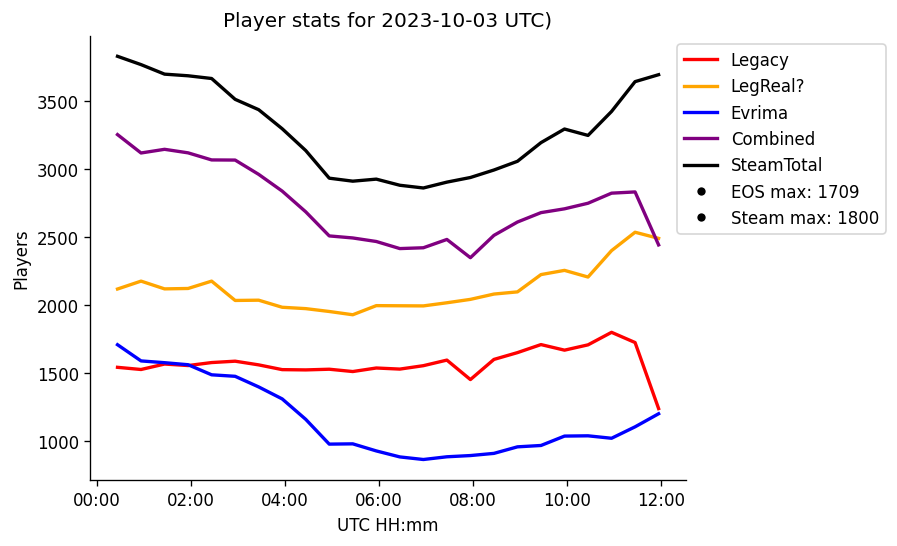 Player stats for 2023-10-03 UTC)
Legacy
LegReal?
Evrima
Combined
SteamTotal
EOS max: 1709
Steam max: 1800
Players
3500
3000
2500
2000
1500
1000
00:00 02:00 04:00 06:00 08:00 10:00 12:00
UTC HH:mm